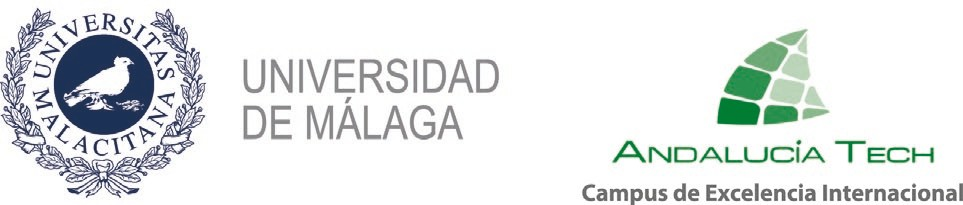 UNIVERSITAS
MALACITANA
UNIVERSIDAD
DE MÁLAGA
ANDALUCÍA TECH
Campus de Excelencia Internacional